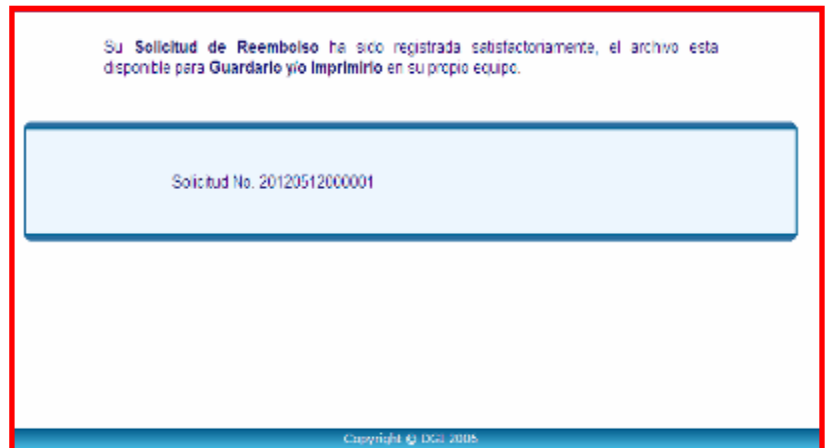 Su Solicitud de Reembolso ha sido registrada satisfactoriamente, el archivo esta
disponible para Guardarlo y/o Imprimirlo en su propio equipo.
Solicitud No. 20120512000001
Copyright © DGI 2006